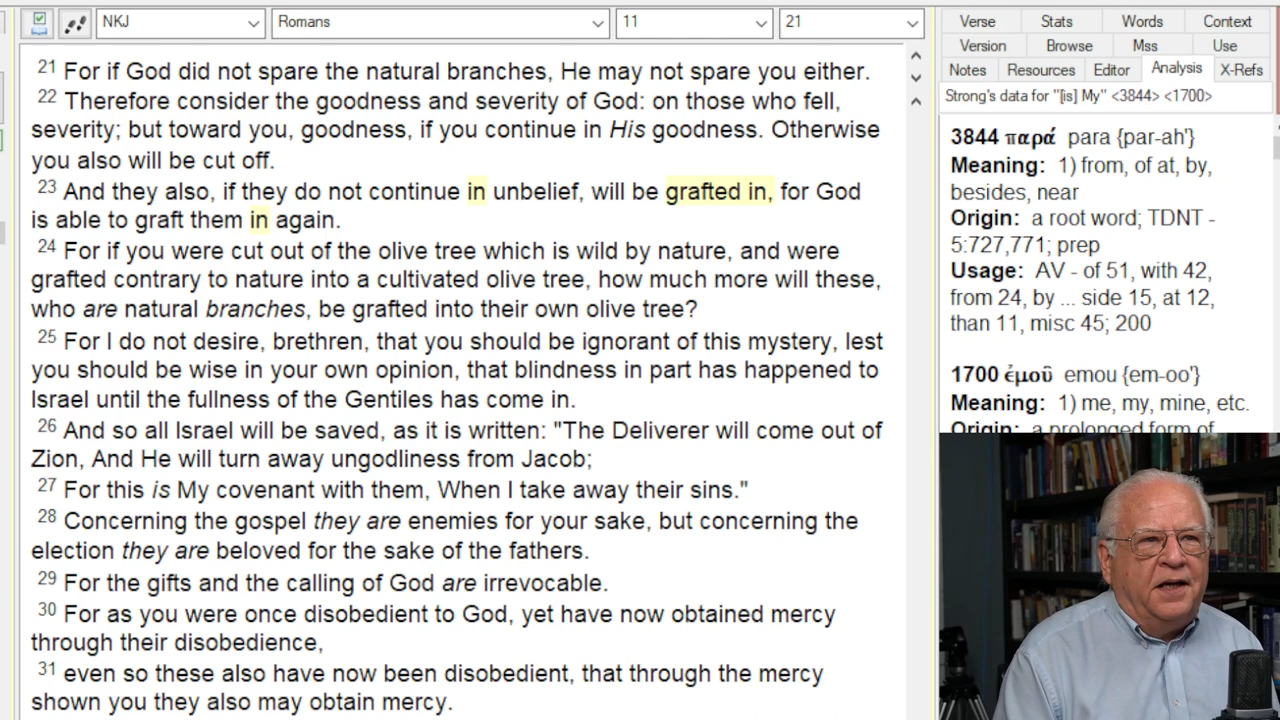 NKJ Romans 11 21
21 For if God did not spare the natural branches, He may not spare you either.
22 Therefore consider the goodness and severity of God: on those who fell,
severity; but toward you, goodness, if you continue in His goodness. Otherwise
you also will be cut off.
23 And they also, if they do not continue in unbelief, will be grafted in, for God
is able to graft them in again.
24 For if you were cut out of the olive tree which is wild by nature, and were
grafted contrary to nature into a cultivated olive tree, how much more will these,
who are natural branches, be grafted into their own olive tree?
25 For I do not desire, brethren, that you should be ignorant of this mystery, lest
you should be wise in your own opinion, that blindness in part has happened to
Israel until the fullness of the Gentiles has come in.
26 And so all Israel will be saved, as it is written: "The Deliverer will come out of
Zion, And He will turn away ungodliness from Jacob;
27 For this is My covenant with them, When I take away their sins."
28 Concerning the gospel they are enemies for your sake, but concerning the
election they are beloved for the sake of the fathers.
29 For the gifts and the calling of God are irrevocable.
30 For as you were once disobedient to God, yet have now obtained mercy
through their disobedience,
31 even so these also have now been disobedient, that through the mercy
shown you they also may obtain mercy.
Verse Stats Words Context
Version Browse Mss Use
Notes Resources Editor Analysis X-Refs
Strong's data for "[is] My" <3844> <1700>
3844 παρά para {par-ah'}
Meaning: 1) from, of at, by,
besides, near
Origin: a root word; TDNT -
5:727,771; prep
Usage: AV - of 51, with 42,
from 24, by ... side 15, at 12,
than 11, misc 45; 200
1700 ἐμοῦ emou {em-oo'}
Meaning: 1) me, my, mine, etc.
Origin: a prolonged form of